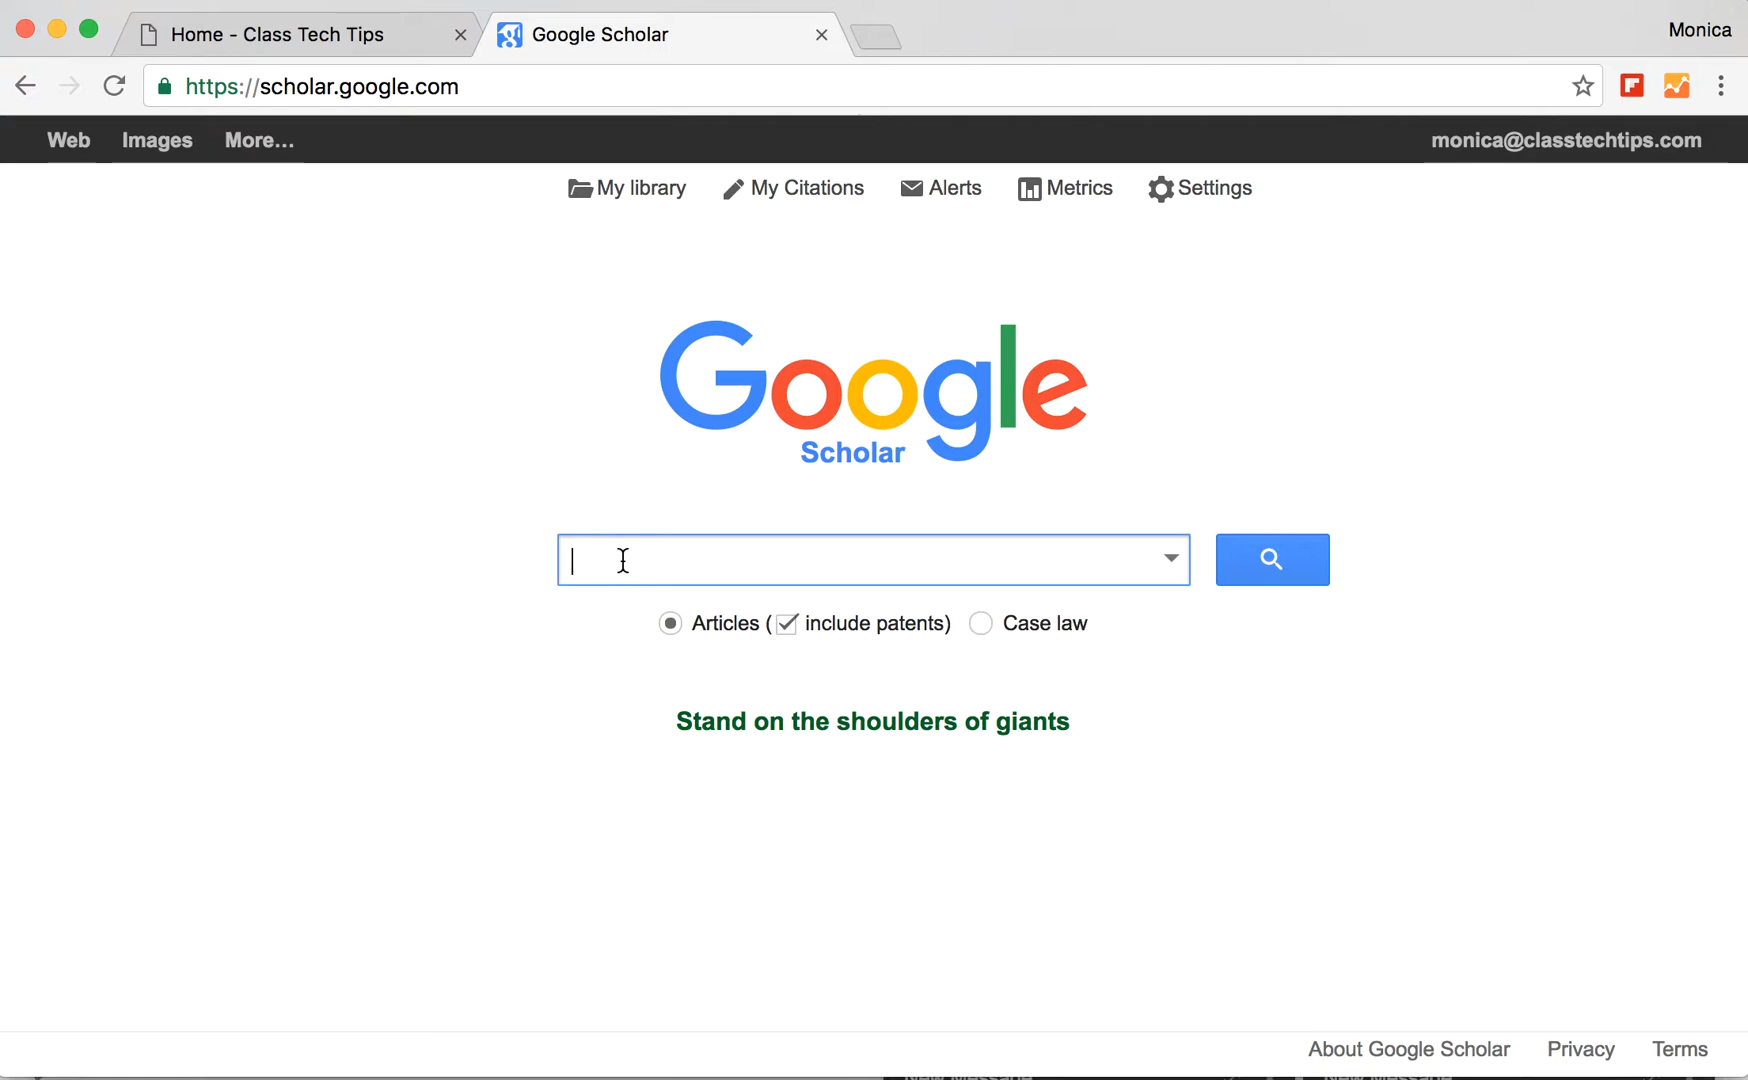 Home - Class Tech Tips
Google Scholar
Monica
https://scholar.google.com
Web Images More... monica@classtechtips.com
My library My Citations Alerts Metrics Settings
Google
Scholar
Articles ( include patents) Case law
Stand on the shoulders of giants
About Google Scholar Privacy Terms